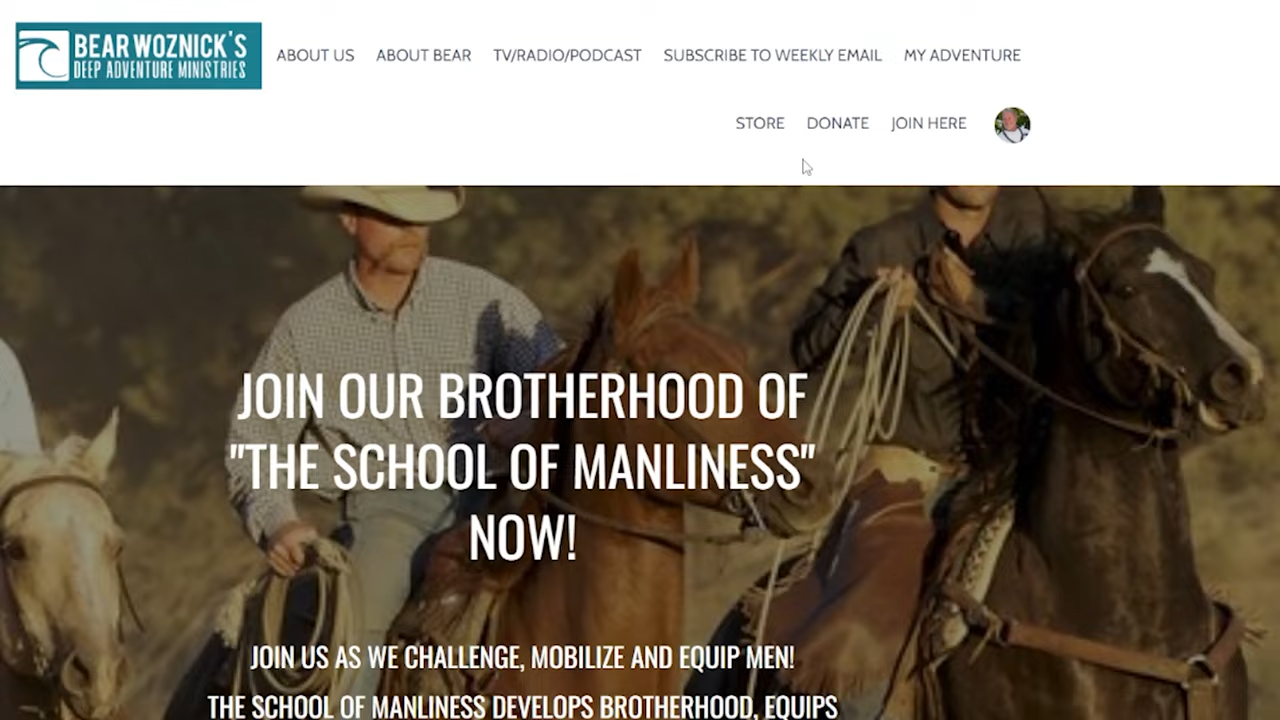 BEAR WOZNICK'S
DEEP ADVENTURE MINISTRIES
ABOUT US ABOUT BEAR TV/RADIO/PODCAST SUBSCRIBE TO WEEKLY EMAIL MY ADVENTURE
STORE DONATE JOIN HERE
JOIN OUR BROTHERHOOD OF
"THE SCHOOL OF MANLINESS"
NOW!
JOIN US AS WE CHALLENGE, MOBILIZE AND EQUIP MEN!
THE SCHOOL OF MANLINESS DEVELOPS BROTHERHOOD, EQUIPS